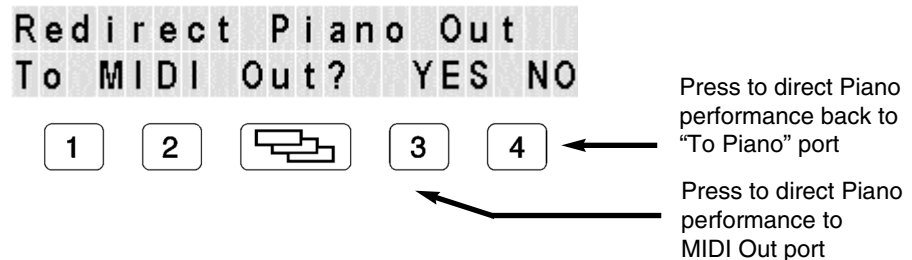 Redirect Piano Out
To MIDI Out? YES NO
1 2 3 4
Press to direct Piano
performance back to
“To Piano” port
Press to direct Piano
performance to
MIDI Out port